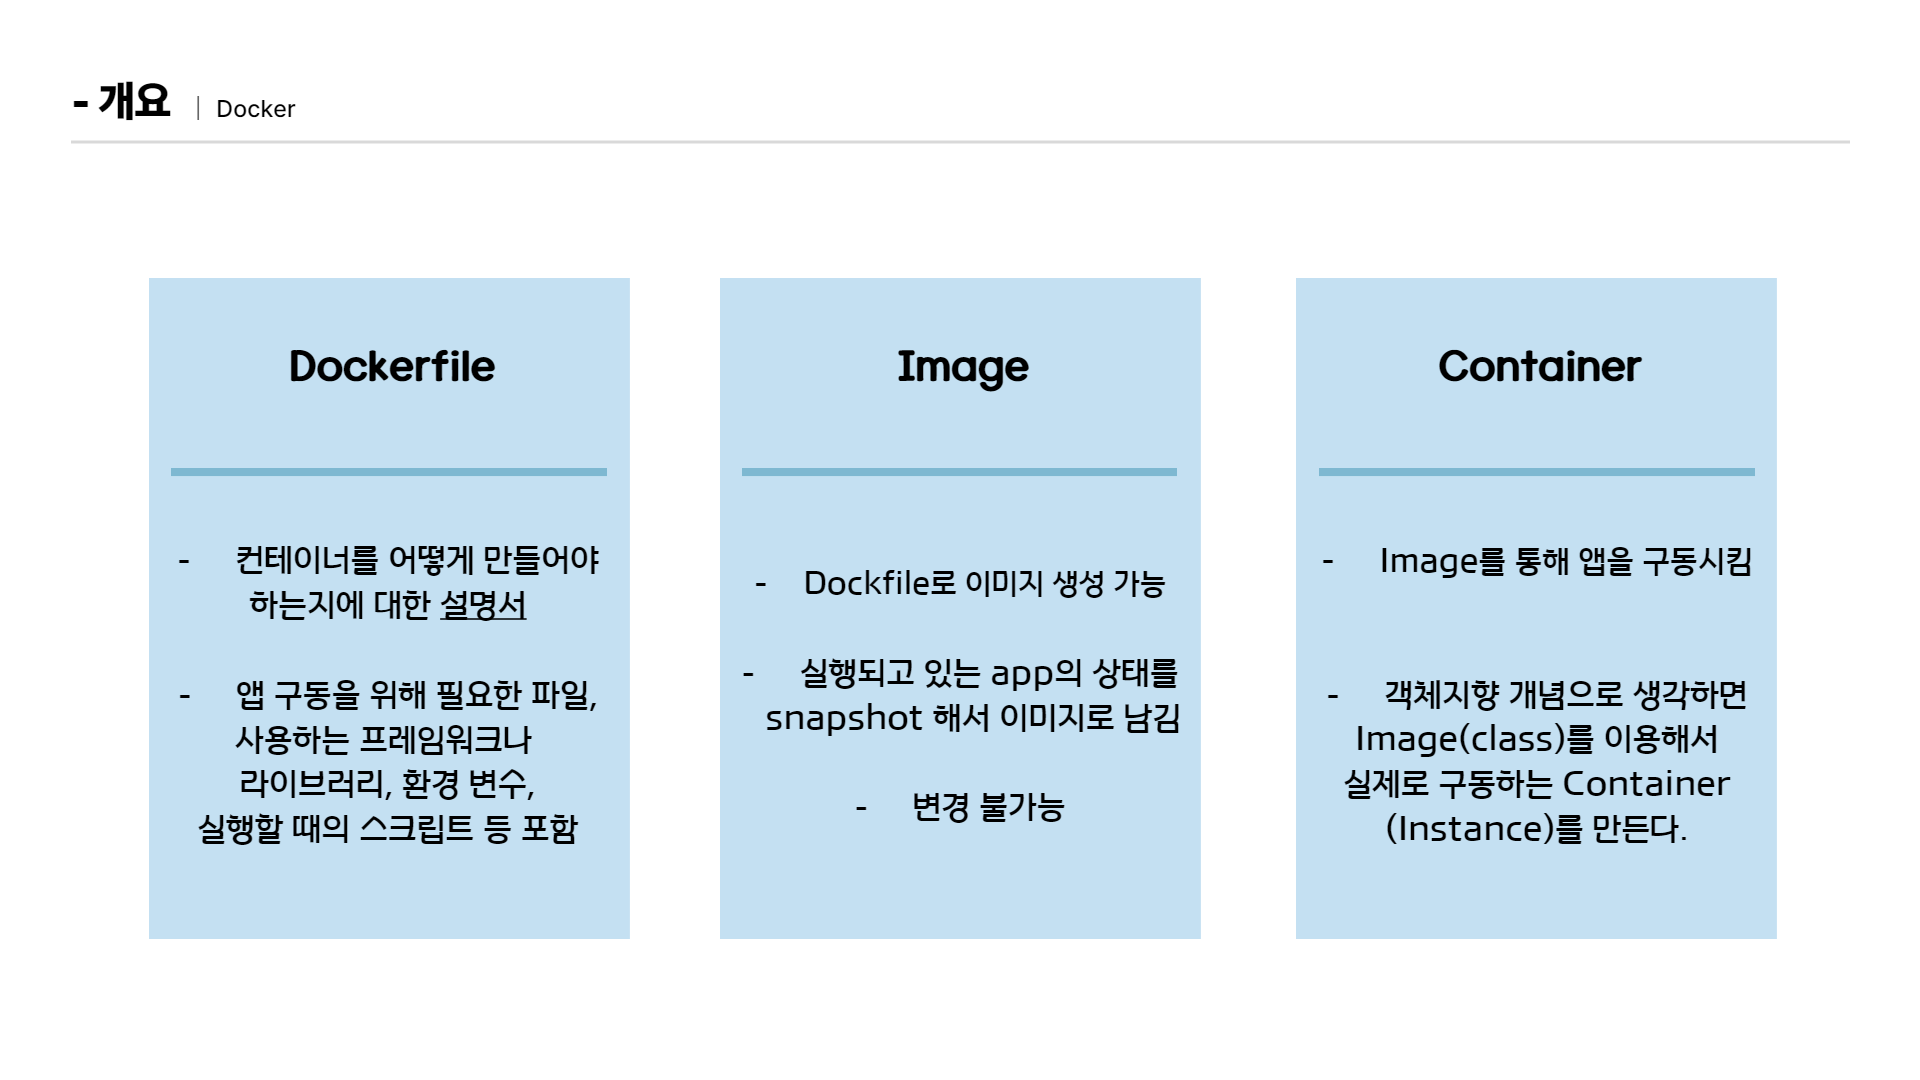 - 개요 | Docker
Dockerfile
- 컨테이너를 어떻게 만들어야
하는지에 대한 설명서
- 앱 구동을 위해 필요한 파일,
사용하는 프레임워크나
라이브러리, 환경 변수,
실행할 때의 스크립트 등 포함
Image
- Dockfile로 이미지 생성 가능
- 실행되고 있는 app의 상태를
snapshot 해서 이미지로 남김
- 변경 불가능
Container
- Image를 통해 앱을 구동시킴
- 객체지향 개념으로 생각하면
Image(class)를 이용해서
실제로 구동하는 Container
(Instance)를 만든다.